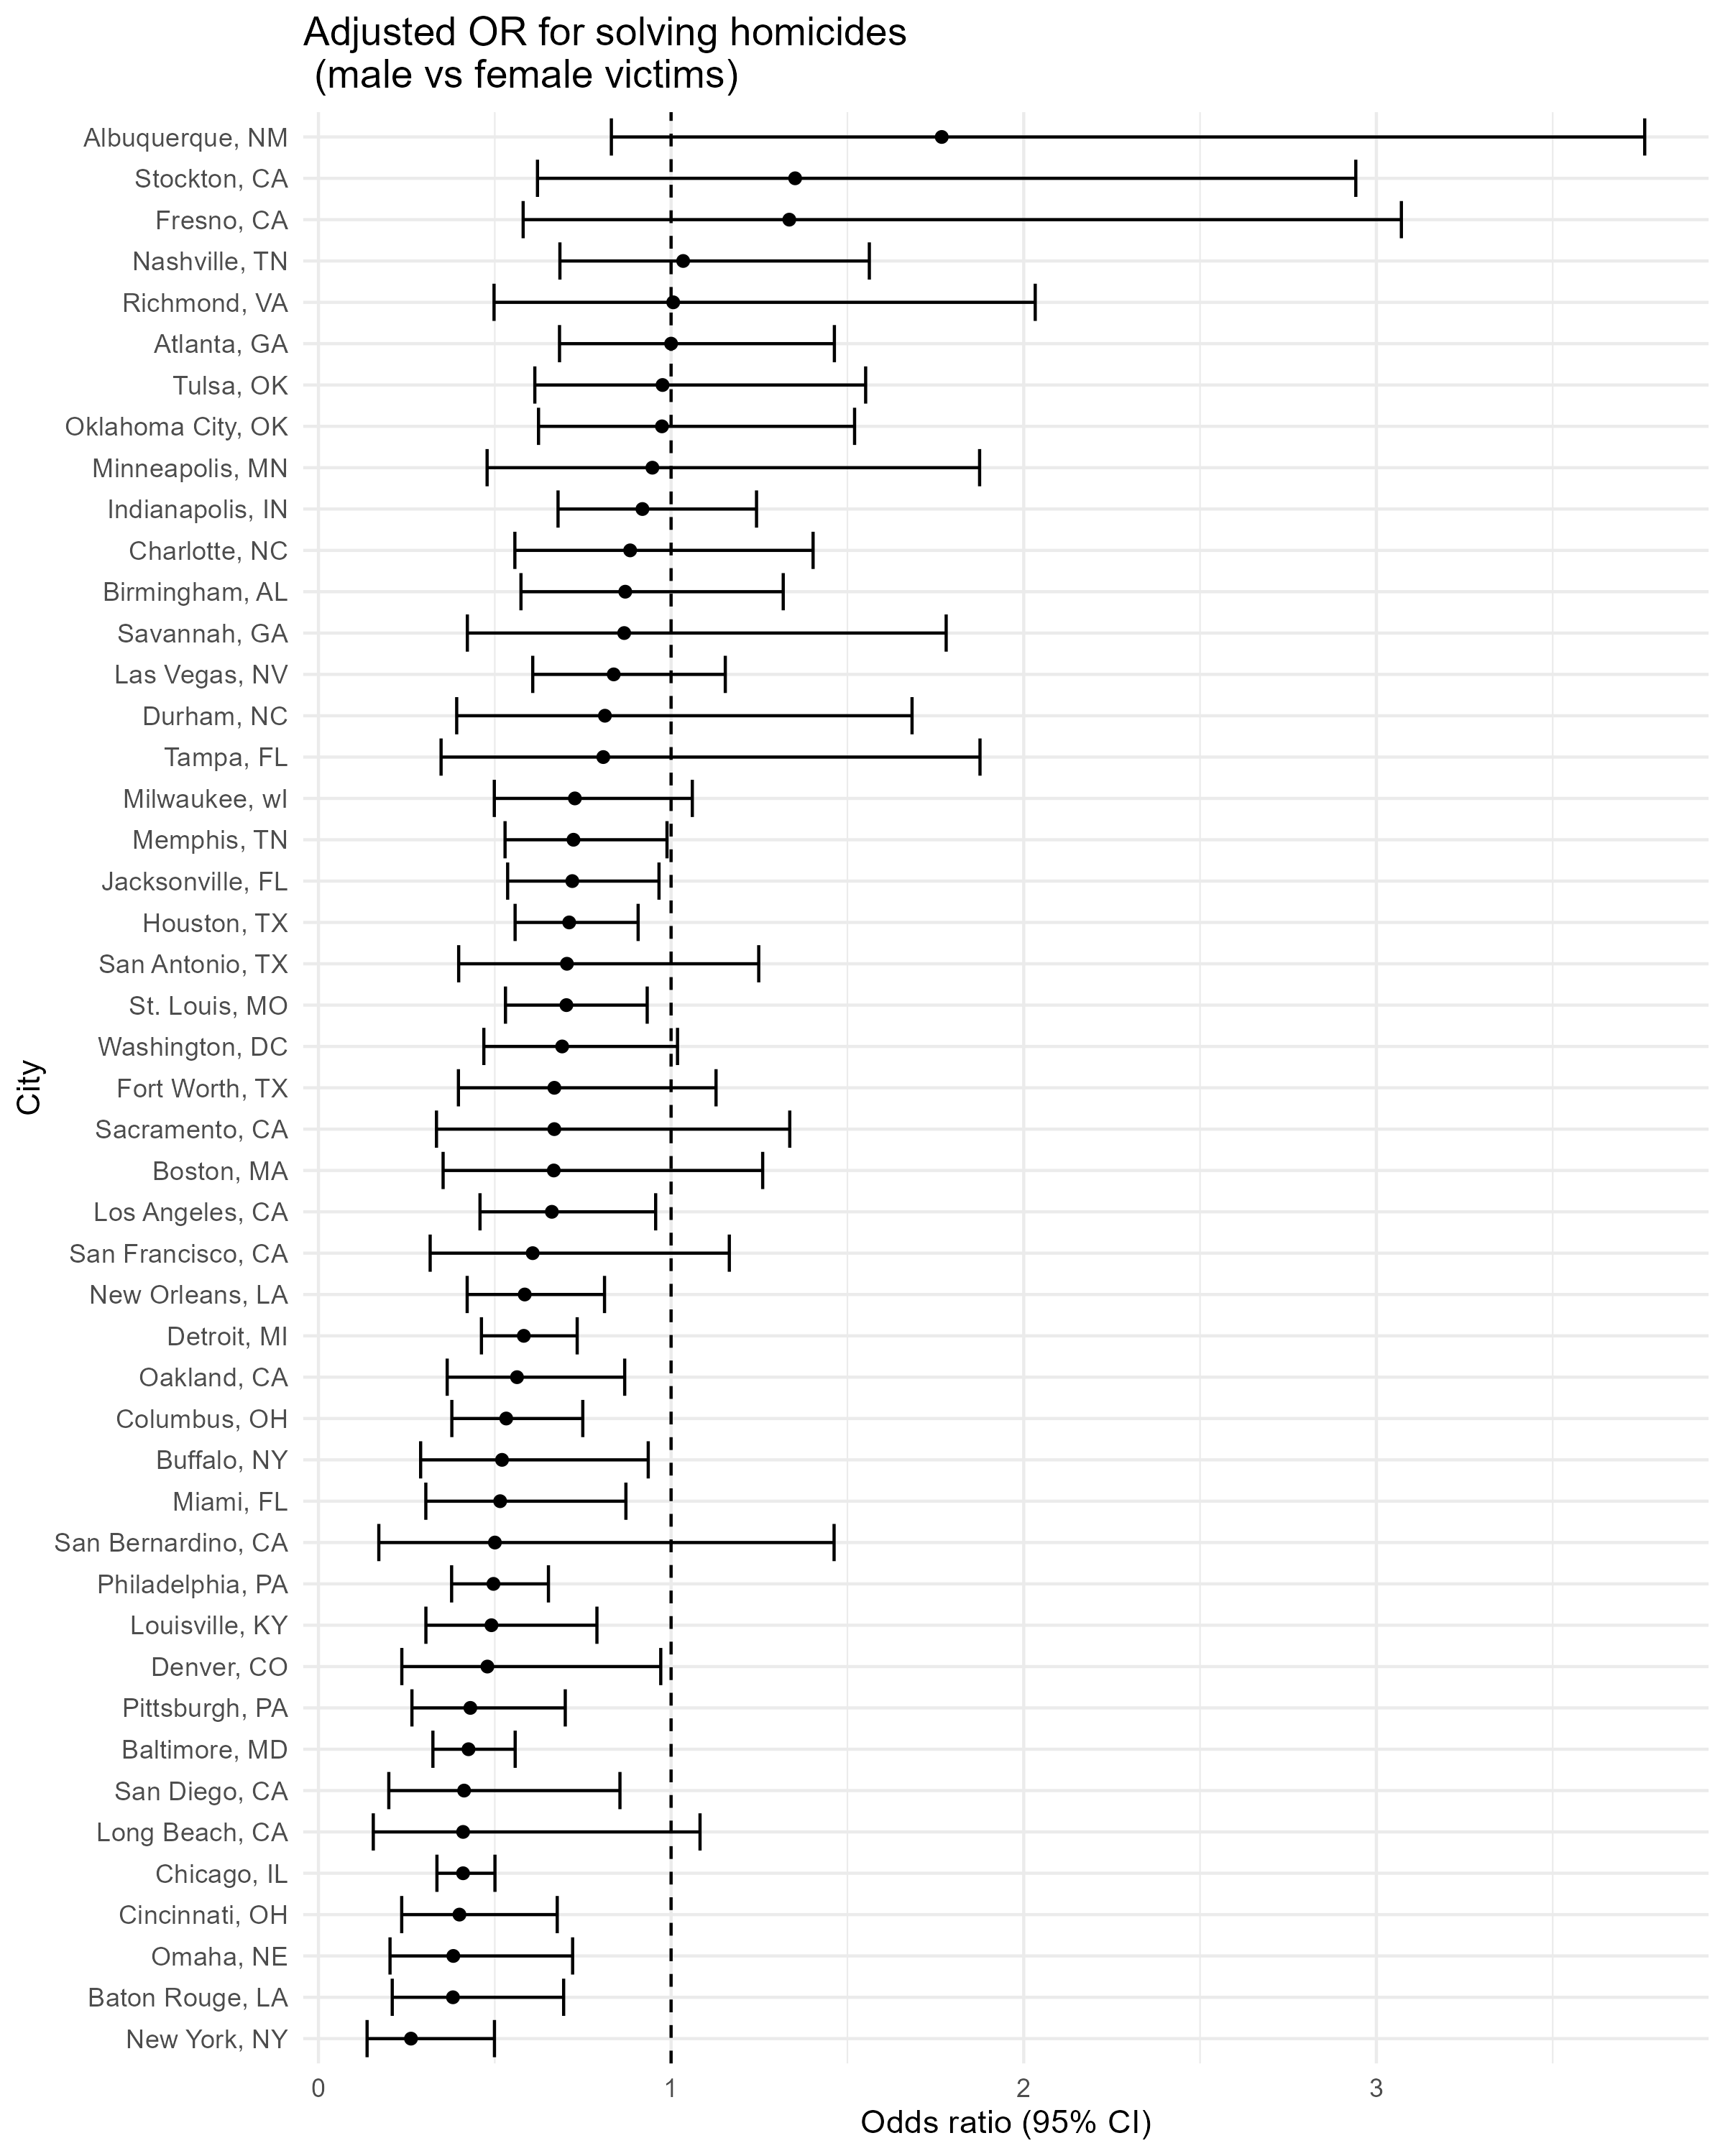 Adjusted OR for solving homicides
(male vs female victims)
Albuquerque, NM
Stockton, CA
Fresno, CA
Nashville, TN
Richmond, VA
Atlanta, GA
Tulsa, OK
Oklahoma City, OK
Minneapolis, MN
Indianapolis, IN
Charlotte, NC
Birmingham, AL
Savannah, GA
Las Vegas, NV
Durham, NC
Tampa, FL
Milwaukee, wI
Memphis, TN
Jacksonville, FL
Houston, TX
San Antonio, TX
St. Louis, MO
Washington, DC
Fort Worth, TX
Sacramento, CA
Boston, MA
Los Angeles, CA
San Francisco, CA
New Orleans, LA
Detroit, MI
Oakland, CA
Columbus, OH
Buffalo, NY
Miami, FL
San Bernardino, CA
Philadelphia, PA
Louisville, KY
Denver, CO
Pittsburgh, PA
Baltimore, MD
San Diego, CA
Long Beach, CA
Chicago, IL
Cincinnati, OH
Omaha, NE
Baton Rouge, LA
New York, NY
City
0 1 2 3
Odds ratio (95% CI)